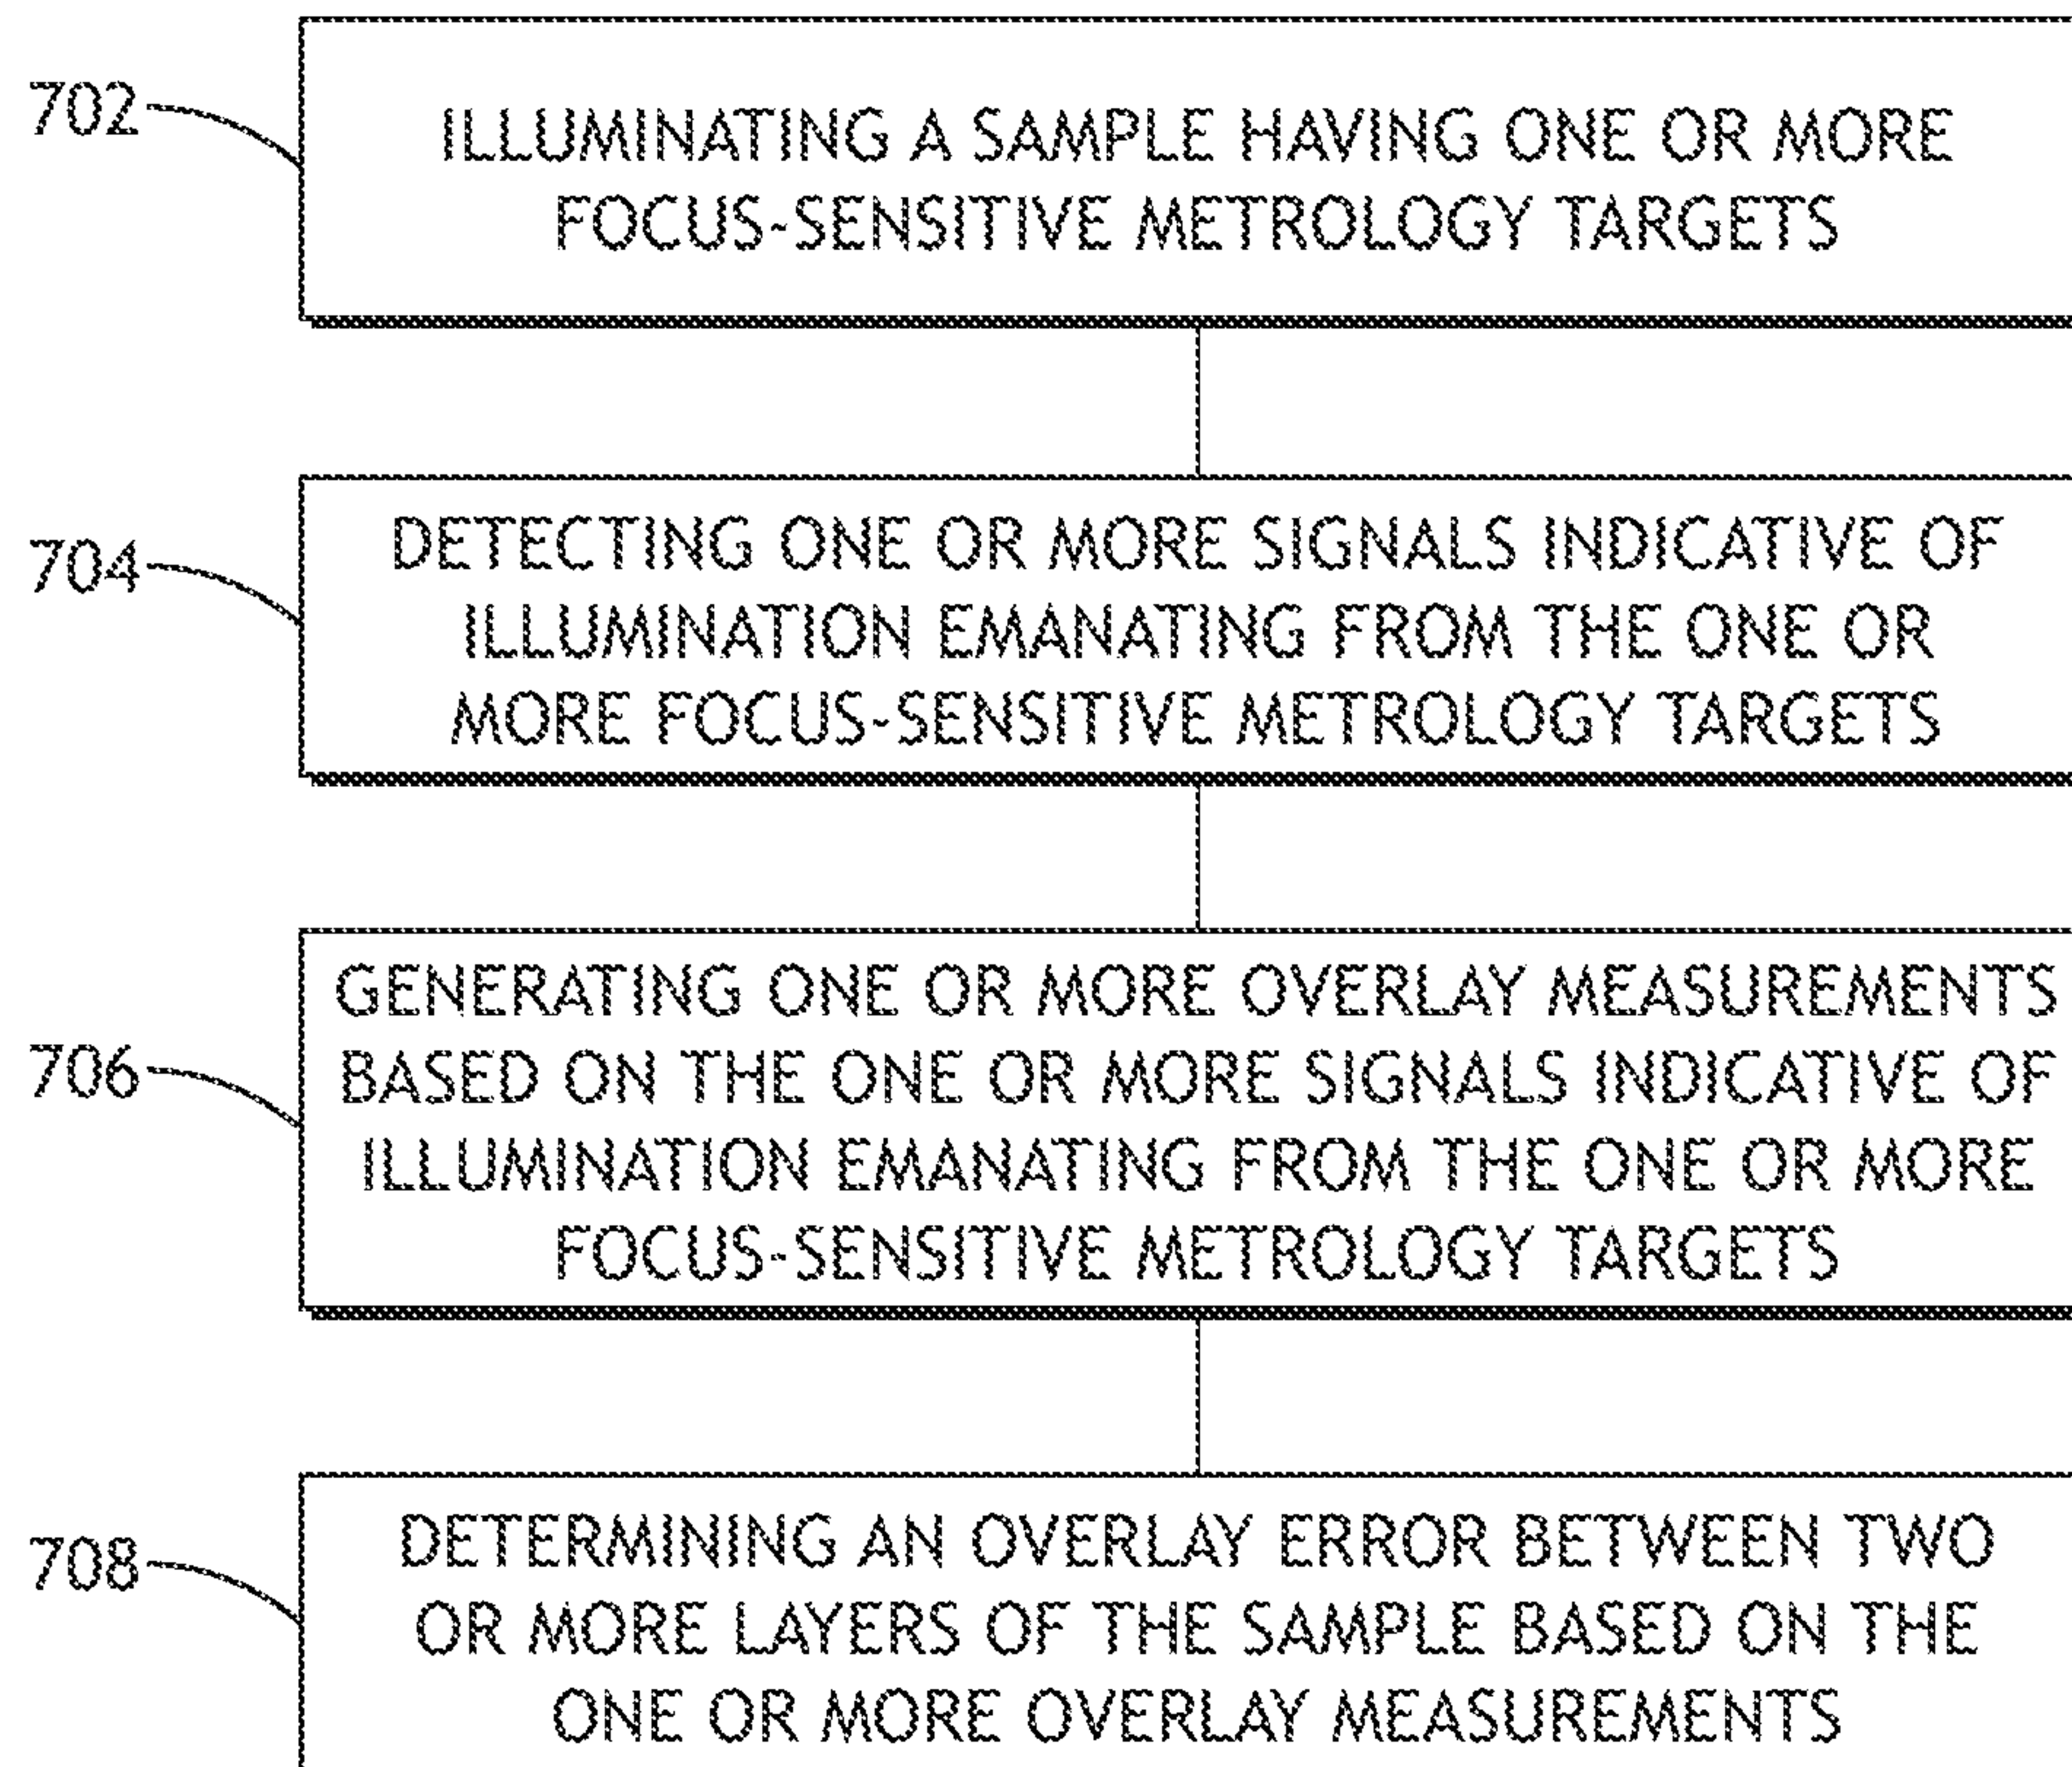 702
ILLUMINATING A SAMPLE HAVING ONE OR MORE
FOCUS-SENSITIVE METROLOGY TARGETS
704
DETECTING ONE OR MORE SIGNALS INDICATIVE OF
ILLUMINATION EMANATING FROM THE ONE OR
MORE FOCUS-SENSITIVE METROLOGY TARGETS
706
GENERATING ONE OR MORE OVERLAY MEASUREMENTS
BASED ON THE ONE OR MORE SIGNALS INDICATIVE OF
ILLUMINATION EMANATING FROM THE ONE OR MORE
FOCUS-SENSITIVE METROLOGY TARGETS
708
DETERMINING AN OVERLAY ERROR BETWEEN TWO
OR MORE LAYERS OF THE SAMPLE BASED ON THE
ONE OR MORE OVERLAY MEASUREMENTS